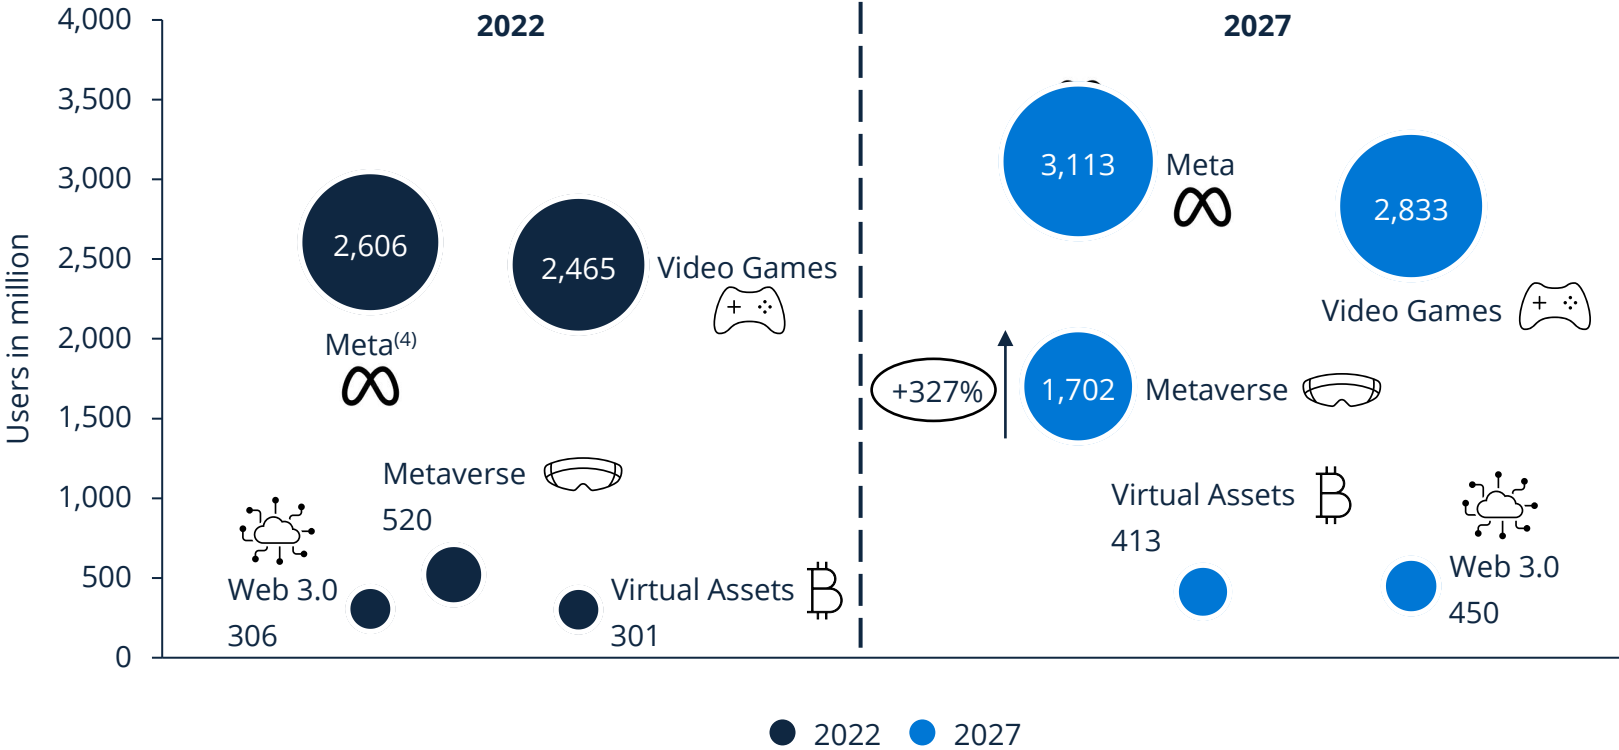 2022
2027
Users in million
4,000
3,500
3,000
2,500
2,000
1,500
1,000
500
0
2,606
Meta(4)
2,465
Video Games
Metaverse
520
Web 3.0
306
Virtual Assets
301
3,113
Meta
2,833
Video Games
+327%
1,702
Metaverse
Virtual Assets
413
Web 3.0
450
2022
2027